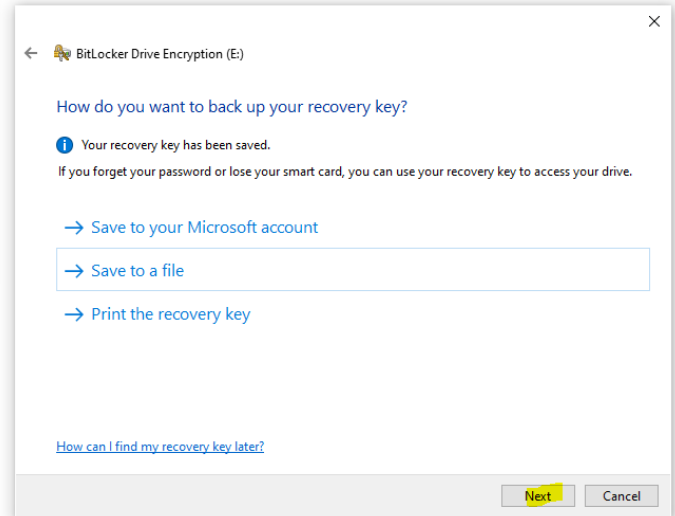 BitLocker Drive Encryption (E:)
How do you want to back up your recovery key?
Your recovery key has been saved.
If you forget your password or lose your smart card, you can use your recovery key to access your drive.
→ Save to your Microsoft account
→ Save to a file
→ Print the recovery key
How can I find my recovery key later?
Next Cancel